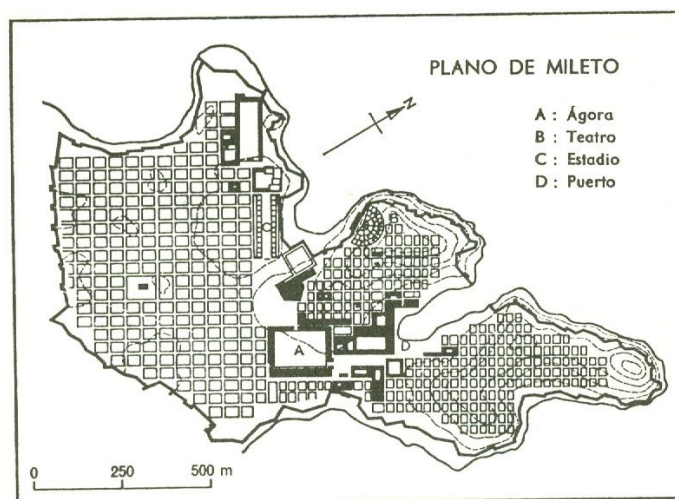 PLANO DE MILETO
N
A : Ágora
B : Teatro
C : Estadio
D : Puerto
B
C
A
D
0 250 500 m